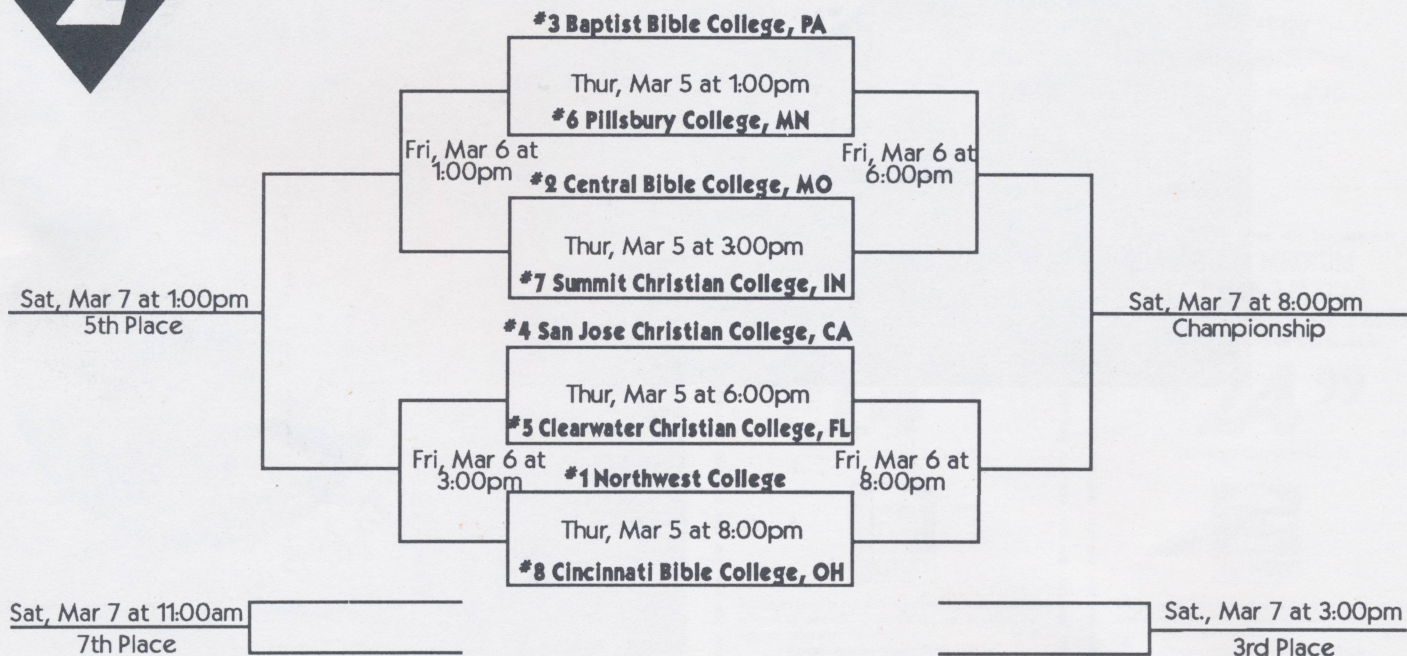 #3 Baptist Bible College, PA
Thur, Mar 5 at 1:00pm
#6 Pillsbury College, MN
Fri, Mar 6 at
1:00pm
Fri, Mar 6 at
6:00pm
#2 Central Bible College, MO
Thur, Mar 5 at 3:00pm
#7 Summit Christian College, IN
Sat, Mar 7 at 1:00pm
5th Place
Sat, Mar 7 at 8:00pm
Championship
#4 San Jose Christian College, CA
Thur, Mar 5 at 6:00pm
#5 Clearwater Christian College, FL
Fri, Mar 6 at
3:00pm
Fri, Mar 6 at
8:00pm
#1 Northwest College
Thur, Mar 5 at 8:00pm
#8 Cincinnati Bible College, OH
Sat, Mar 7 at 11:00am
7th Place
Sat., Mar 7 at 3:00pm
3rd Place